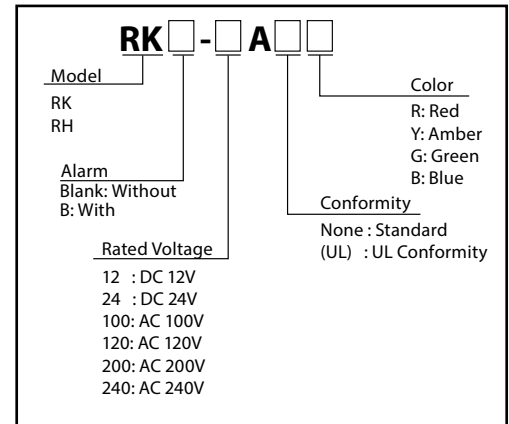 RK - A
Model
RK
RH
Alarm
Blank: Without
B: With
Rated Voltage
12 : DC 12V
24 : DC 24V
100: AC 100V
120: AC 120V
200: AC 200V
240: AC 240V
Color
R: Red
Y: Amber
G: Green
B: Blue
Conformity
None : Standard
(UL) : UL Conformity